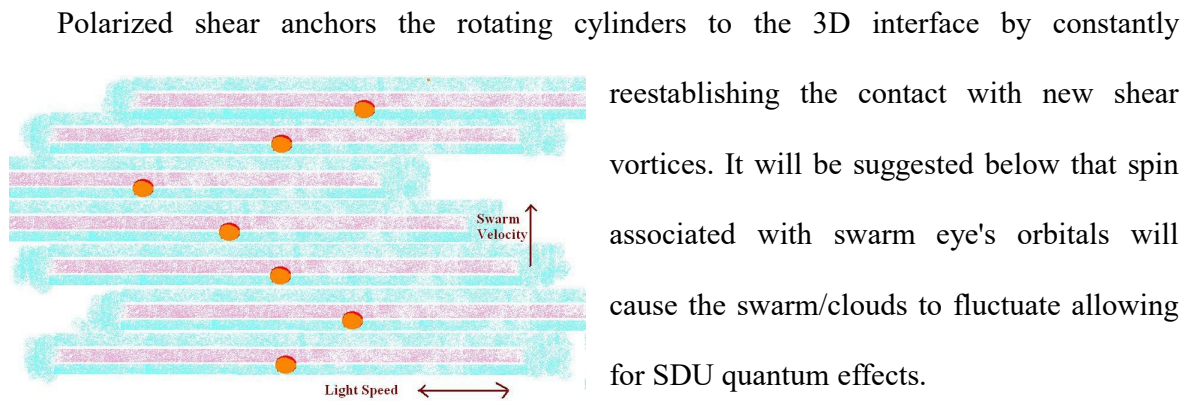 Polarized shear anchors the rotating cylinders to the 3D interface by constantly
reestablishing the contact with new shear
vortices. It will be suggested below that spin
Swarm
Velocity
associated with swarm eye's orbitals will
cause the swarm/clouds to fluctuate allowing
for SDU quantum effects.
Light Speed